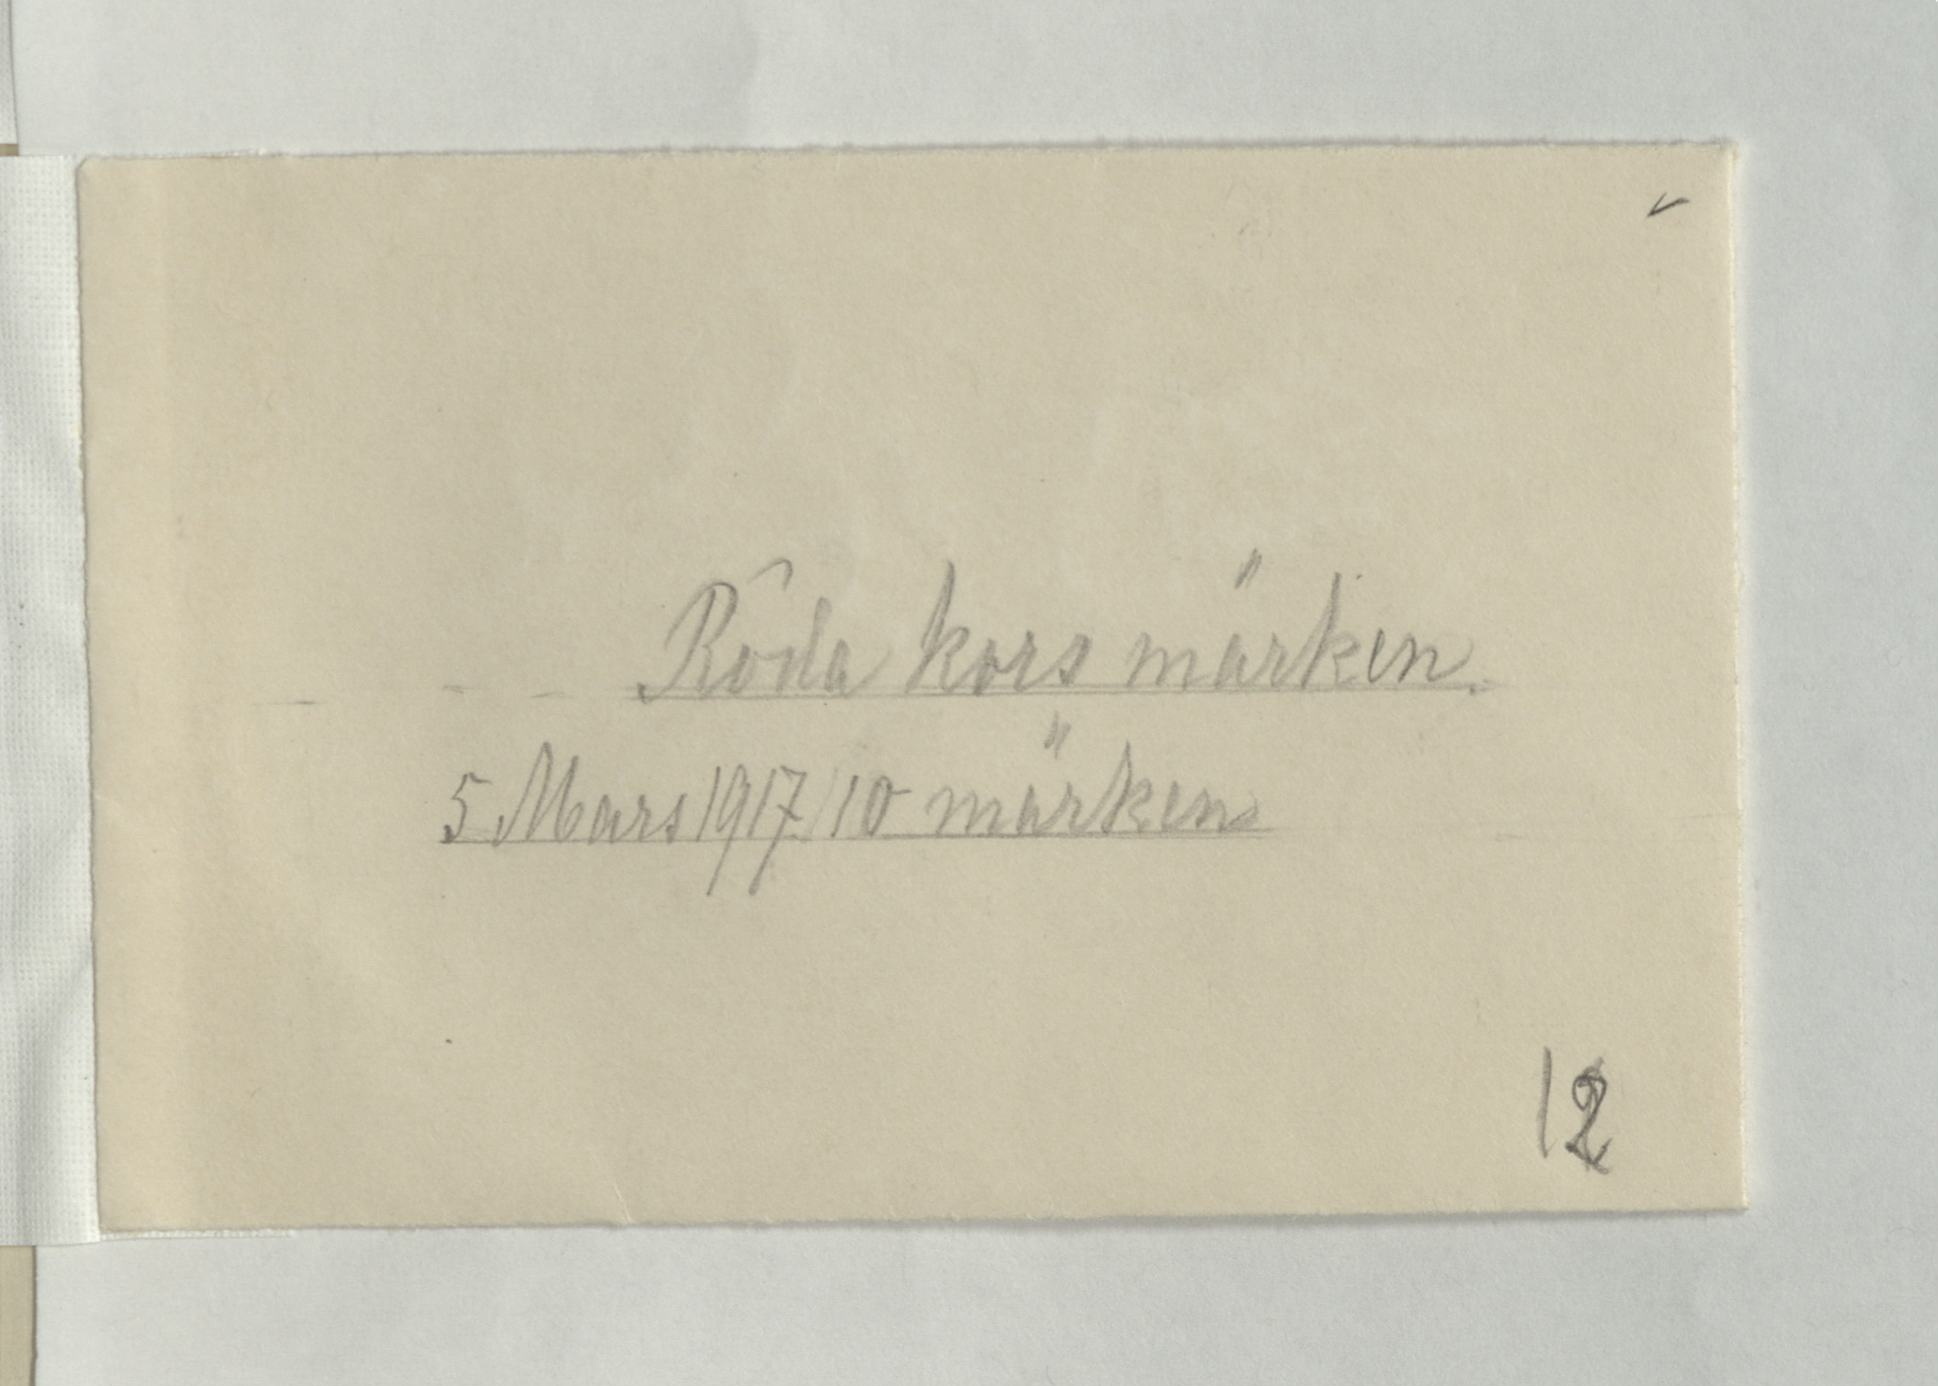 Röda kors märken.
5 Mars 1917 10 märken
12